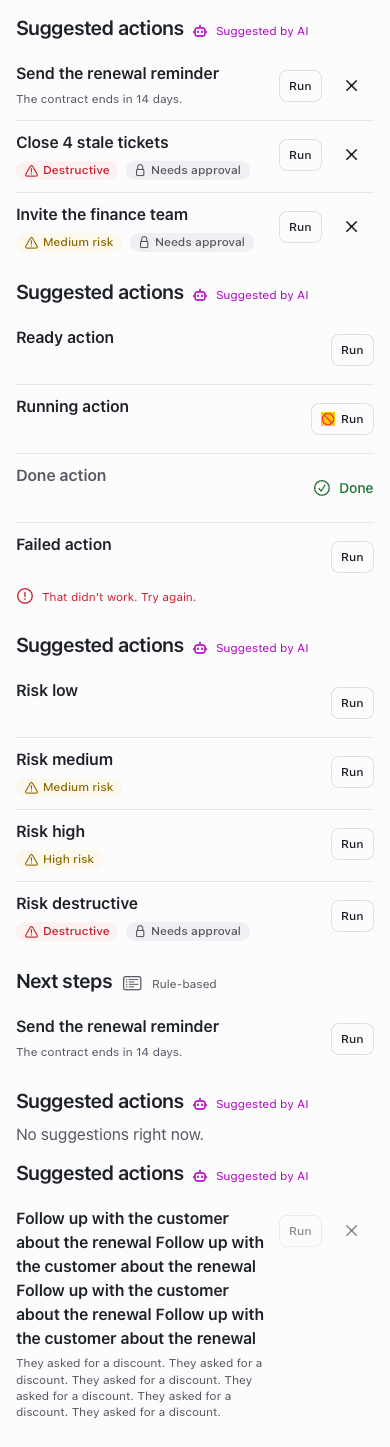 Suggested actions Suggested by AI
Send the renewal reminder
The contract ends in 14 days.
Run
Close 4 stale tickets
Destructive Needs approval
Run
Invite the finance team
Medium risk Needs approval
Run
Suggested actions Suggested by AI
Ready action
Run
Running action
Run
Done action
Done
Failed action
Run
That didn't work. Try again.
Suggested actions Suggested by AI
Risk low
Run
Risk medium
Medium risk
Run
Risk high
High risk
Run
Risk destructive
Destructive Needs approval
Run
Next steps Rule-based
Send the renewal reminder
The contract ends in 14 days.
Run
Suggested actions Suggested by AI
No suggestions right now.
Suggested actions Suggested by AI
Follow up with the customer
about the renewal Follow up with
the customer about the renewal
Follow up with the customer
about the renewal Follow up with
the customer about the renewal
Run
They asked for a discount. They asked for a
discount. They asked for a discount. They
asked for a discount. They asked for a
discount. They asked for a discount.